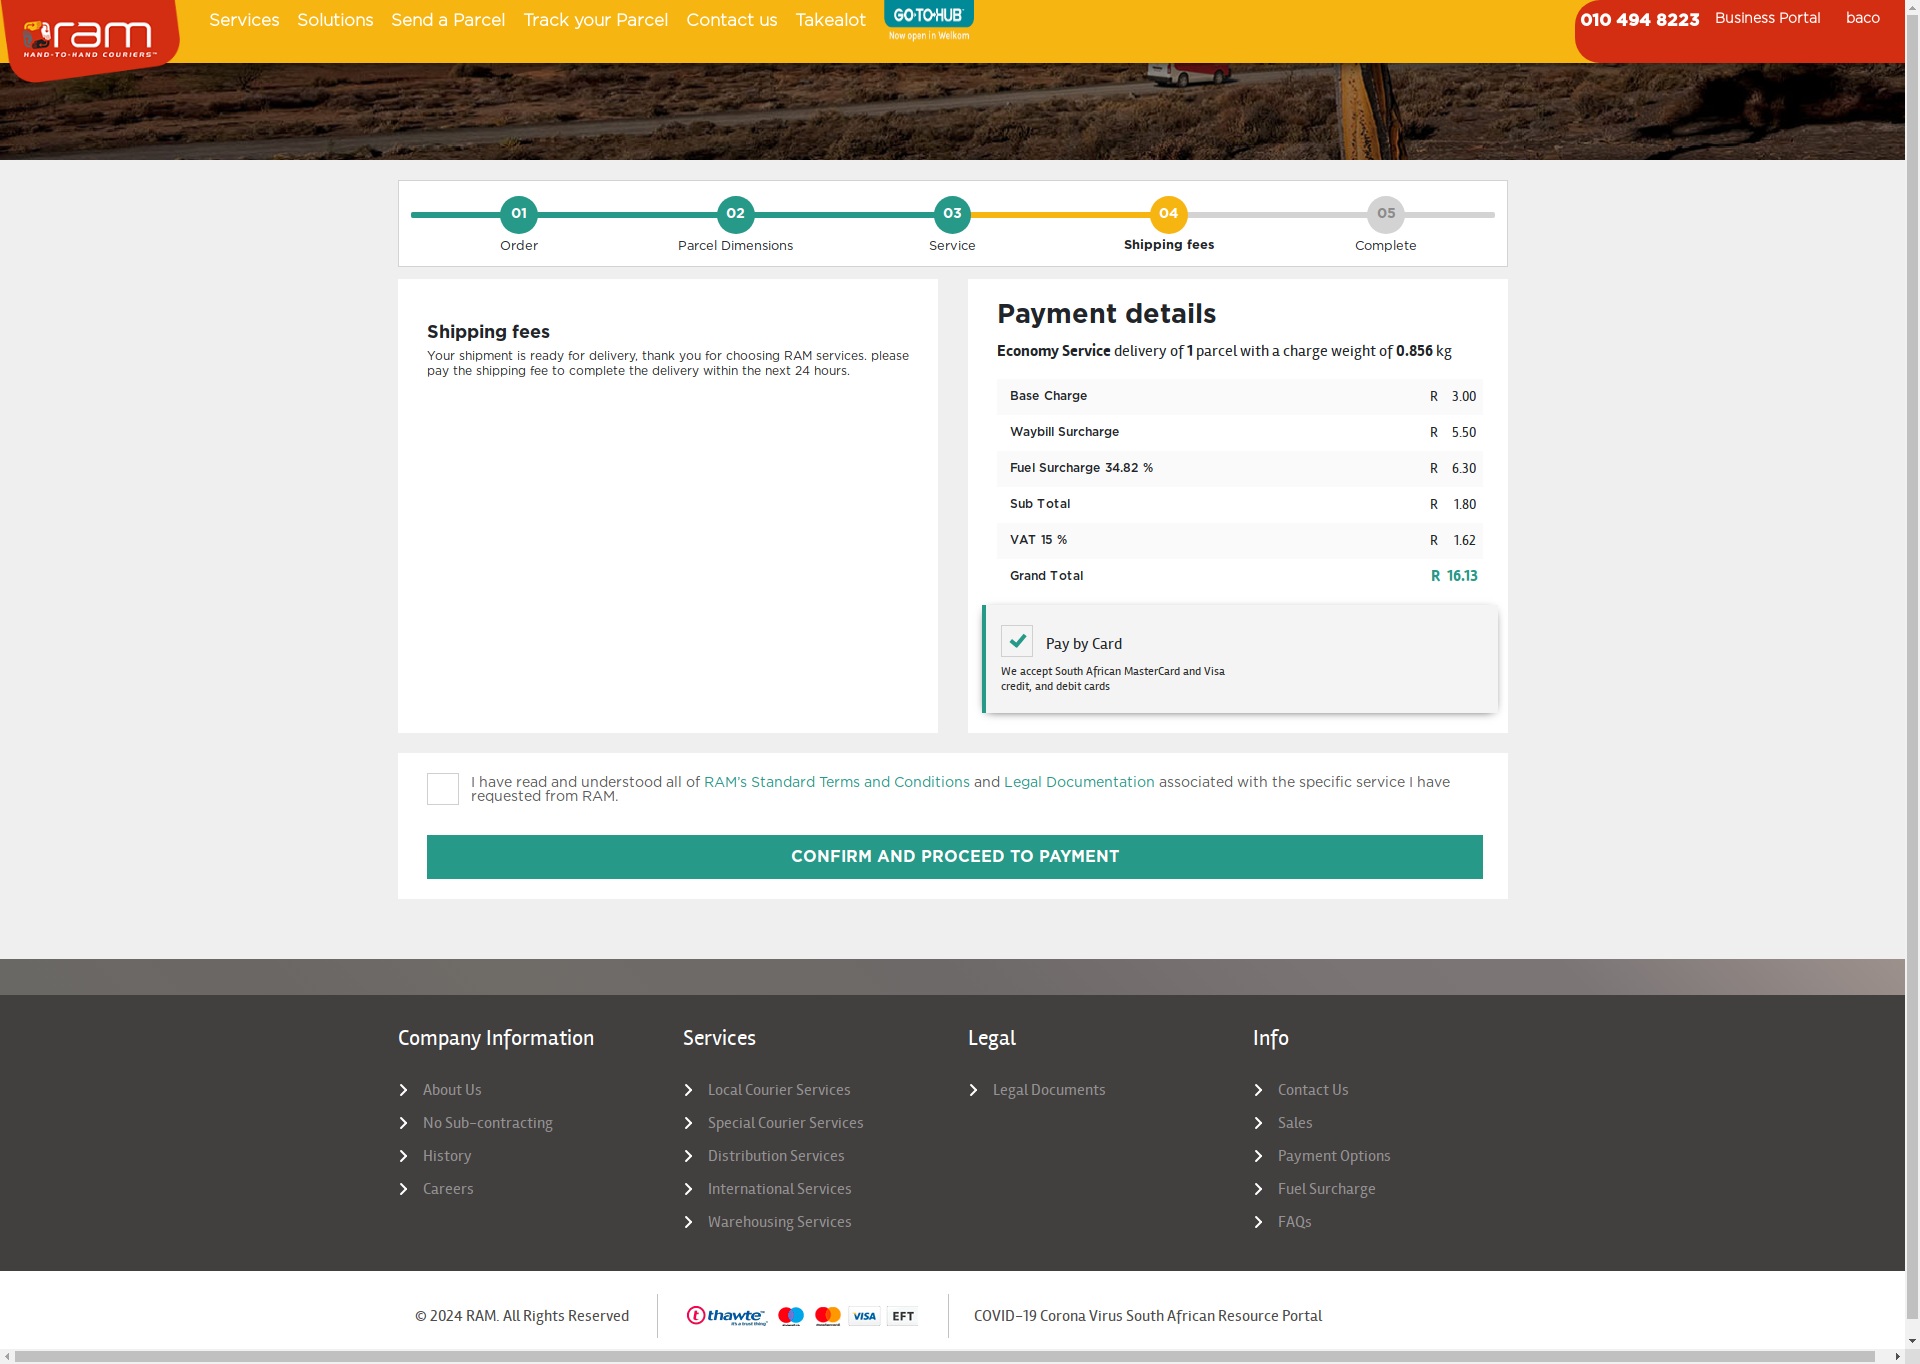 ram
HAND-TO-HAND COURIERS™
Services Solutions Send a Parcel Track your Parcel Contact us Takealot
GO·TO·HUB
Now open in Welkom
010 494 8223 Business Portal baco
01 02 03 04 05
Order Parcel Dimensions Service Shipping fees Complete
Shipping fees
Your shipment is ready for delivery, thank you for choosing RAM services. please
pay the shipping fee to complete the delivery within the next 24 hours.
Payment details
Economy Service delivery of 1 parcel with a charge weight of 0.856 kg
Base Charge R 3.00
Waybill Surcharge R 5.50
Fuel Surcharge 34.82 % R 6.30
Sub Total R 1.80
VAT 15 % R 1.62
Grand Total R 16.13
Pay by Card
We accept South African MasterCard and Visa
credit, and debit cards
I have read and understood all of RAM's Standard Terms and Conditions and Legal Documentation associated with the specific service I have
requested from RAM.
CONFIRM AND PROCEED TO PAYMENT
Company Information Services Legal Info
About Us Local Courier Services Legal Documents Contact Us
No Sub-contracting Special Courier Services Sales
History Distribution Services Payment Options
Careers International Services Fuel Surcharge
Warehousing Services FAQs
© 2024 RAM. All Rights Reserved
thawte
it's a trust thing
VISA EFT
COVID-19 Corona Virus South African Resource Portal